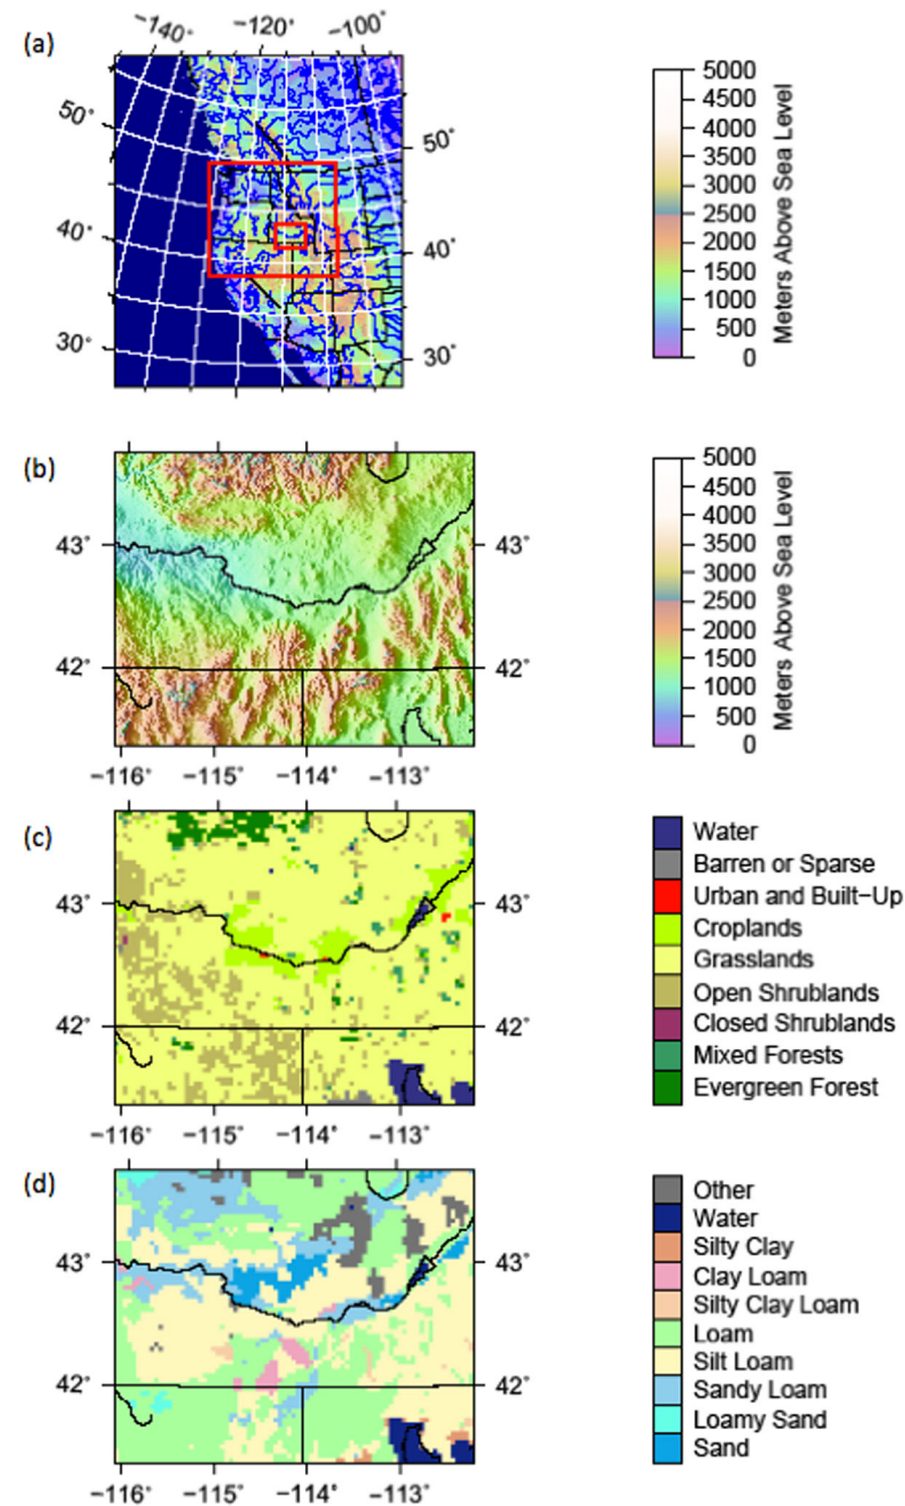 (a)
−140° −120° −100°
50° 50°
40° 40°
30° 30°
5000
4500
4000
3500
3000
2500
2000
1500
1000
500
0
Meters Above Sea Level
(b)
43° 43°
42° 42°
−116° −115° −114° −113°
5000
4500
4000
3500
3000
2500
2000
1500
1000
500
0
Meters Above Sea Level
(c)
43° 43°
42° 42°
−116° −115° −114° −113°
Water
Barren or Sparse
Urban and Built−Up
Croplands
Grasslands
Open Shrublands
Closed Shrublands
Mixed Forests
Evergreen Forest
(d)
43° 43°
42° 42°
−116° −115° −114° −113°
Other
Water
Silty Clay
Clay Loam
Silty Clay Loam
Loam
Silt Loam
Sandy Loam
Loamy Sand
Sand